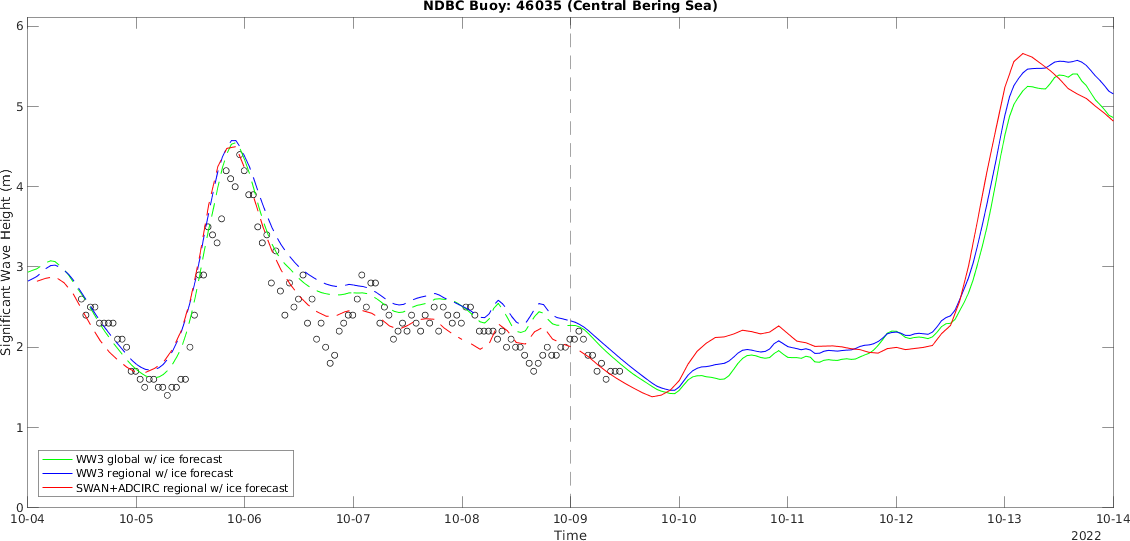 NDBC Buoy: 46035 (Central Bering Sea)
6
5
4
3
2
1
0
Significant Wave Height (m)
WW3 global w/ ice forecast
WW3 regional w/ ice forecast
SWAN+ADCIRC regional w/ ice forecast
10-04 10-05 10-06 10-07 10-08 10-09 10-10 10-11 10-12 10-13 10-14
Time
2022